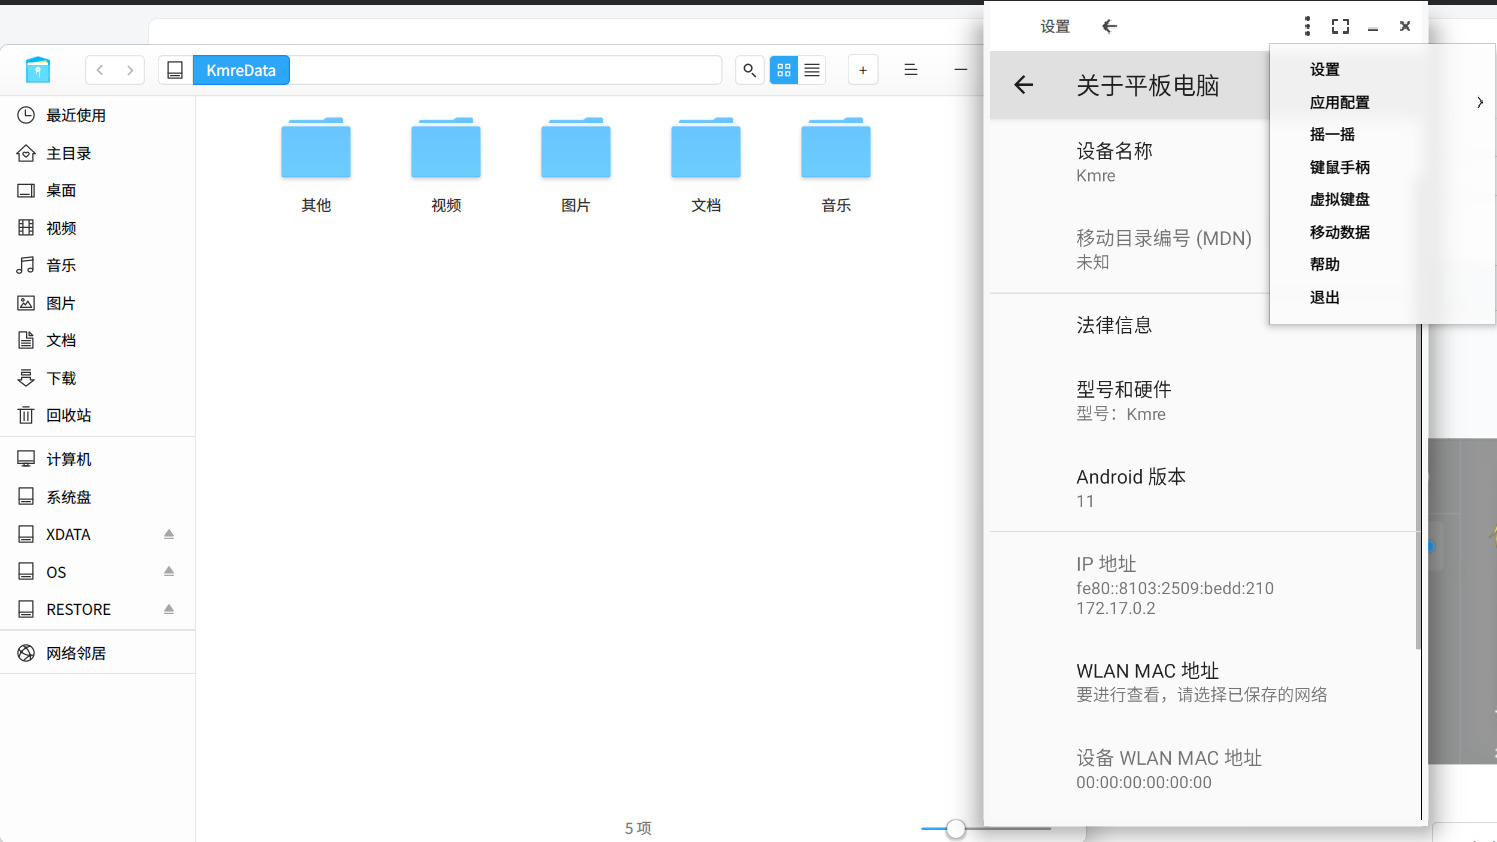 KmreData
最近使用
主目录
桌面
视频
音乐
图片
文档
下载
回收站
计算机
系统盘
XDATA
OS
RESTORE
网络邻居
其他
视频
图片
文档
音乐
5 项
设置
关于平板电脑
设备名称
Kmre
移动目录编号 (MDN)
未知
法律信息
型号和硬件
型号：Kmre
Android 版本
11
IP 地址
fe80::8103:2509:bedd:210
172.17.0.2
WLAN MAC 地址
要进行查看，请选择已保存的网络
设备 WLAN MAC 地址
00:00:00:00:00:00
设置
应用配置
摇一摇
键鼠手柄
虚拟键盘
移动数据
帮助
退出